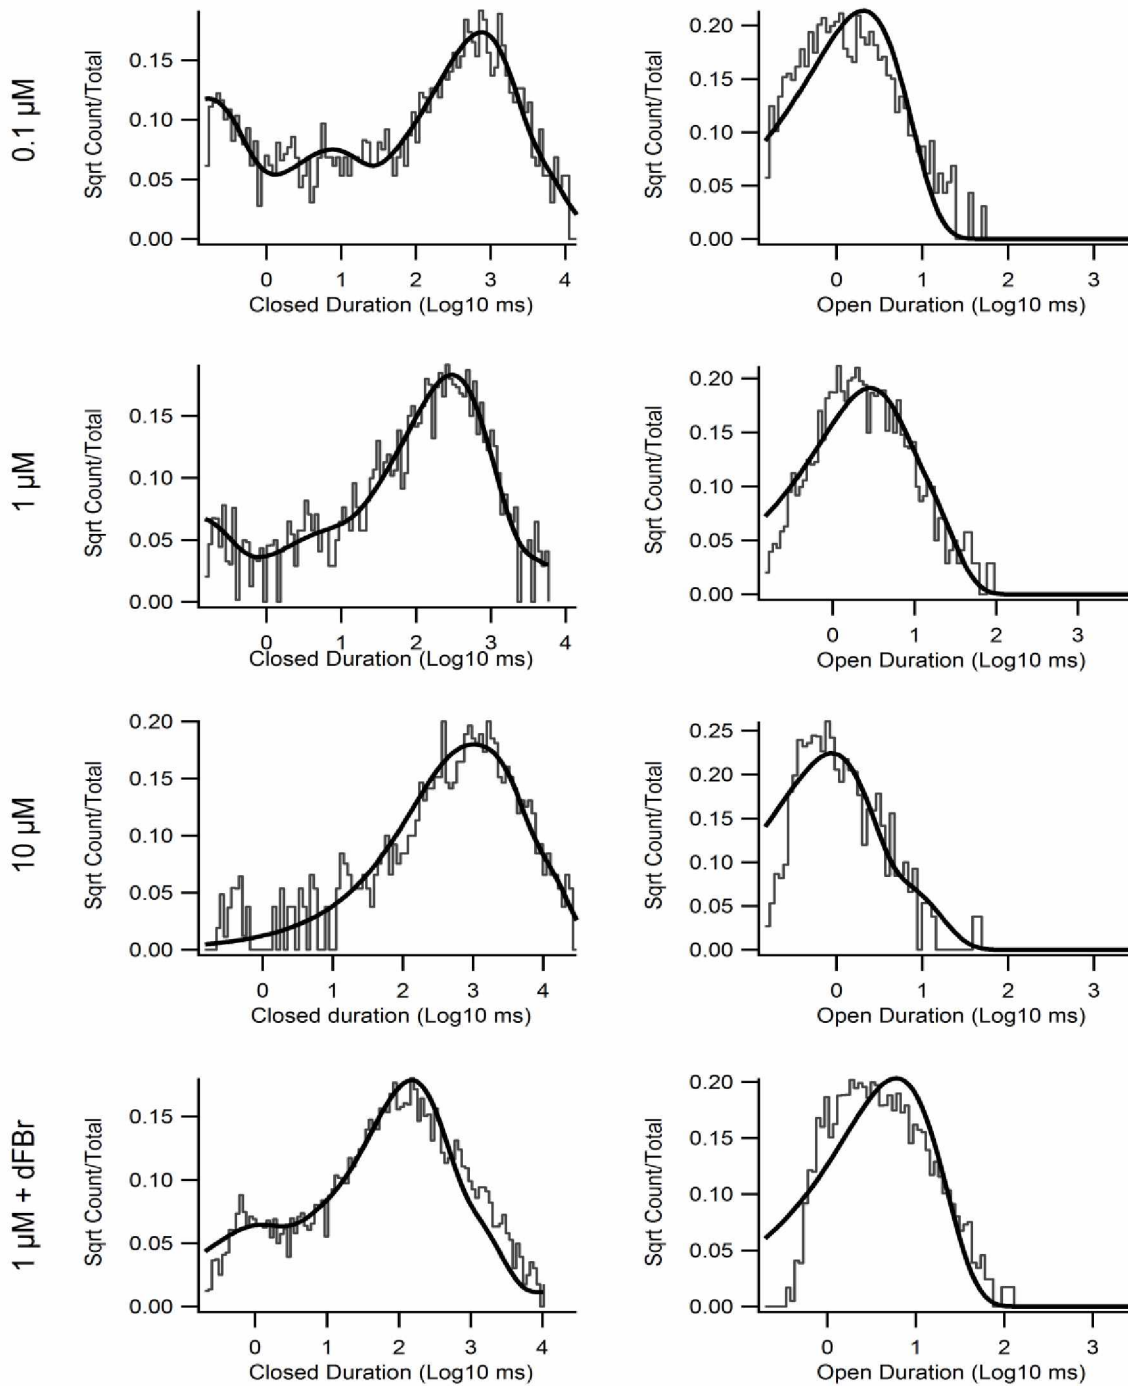 0.1 µM
Sqrt Count/Total
0.15
0.10
0.05
0.00
0 1 2 3 4
Closed Duration (Log10 ms)
Sqrt Count/Total
0.20
0.15
0.10
0.05
0.00
0 1 2 3
Open Duration (Log10 ms)
1 µM
Sqrt Count/Total
0.15
0.10
0.05
0.00
0 1 2 3 4
Closed Duration (Log10 ms)
Sqrt Count/Total
0.20
0.15
0.10
0.05
0.00
0 1 2 3
Open Duration (Log10 ms)
10 µM
Sqrt Count/Total
0.20
0.15
0.10
0.05
0.00
0 1 2 3 4
Closed duration (Log10 ms)
Sqrt Count/Total
0.25
0.20
0.15
0.10
0.05
0.00
0 1 2 3
Open Duration (Log10 ms)
1 µM + dFBr
Sqrt Count/Total
0.15
0.10
0.05
0.00
0 1 2 3 4
Closed Duration (Log10 ms)
Sqrt Count/Total
0.20
0.15
0.10
0.05
0.00
0 1 2 3
Open Duration (Log10 ms)